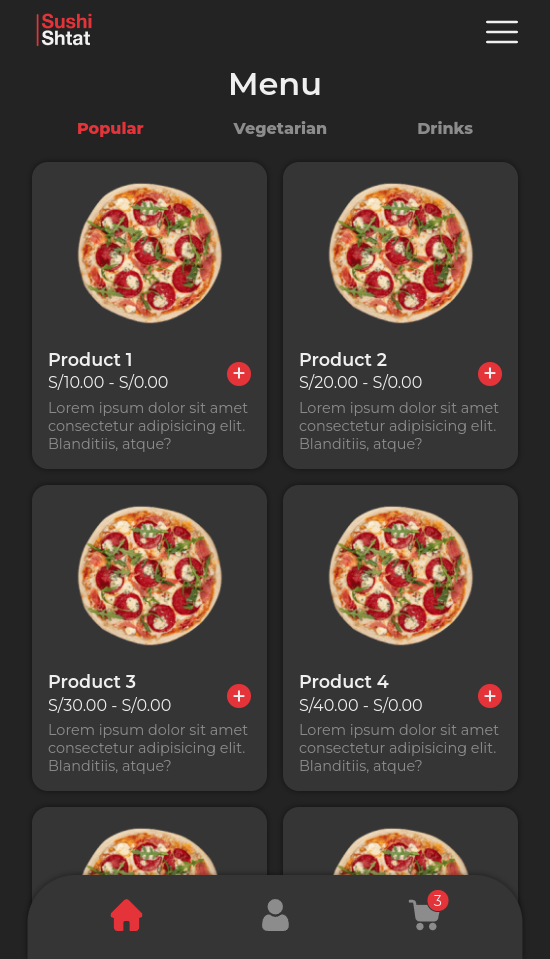 Sushi
Shtat
Menu
Popular
Vegetarian
Drinks
Product 1
S/10.00 - S/0.00
Lorem ipsum dolor sit amet
consectetur adipisicing elit.
Blanditiis, atque?
Product 2
S/20.00 - S/0.00
Lorem ipsum dolor sit amet
consectetur adipisicing elit.
Blanditiis, atque?
Product 3
S/30.00 - S/0.00
Lorem ipsum dolor sit amet
consectetur adipisicing elit.
Blanditiis, atque?
Product 4
S/40.00 - S/0.00
Lorem ipsum dolor sit amet
consectetur adipisicing elit.
Blanditiis, atque?
3